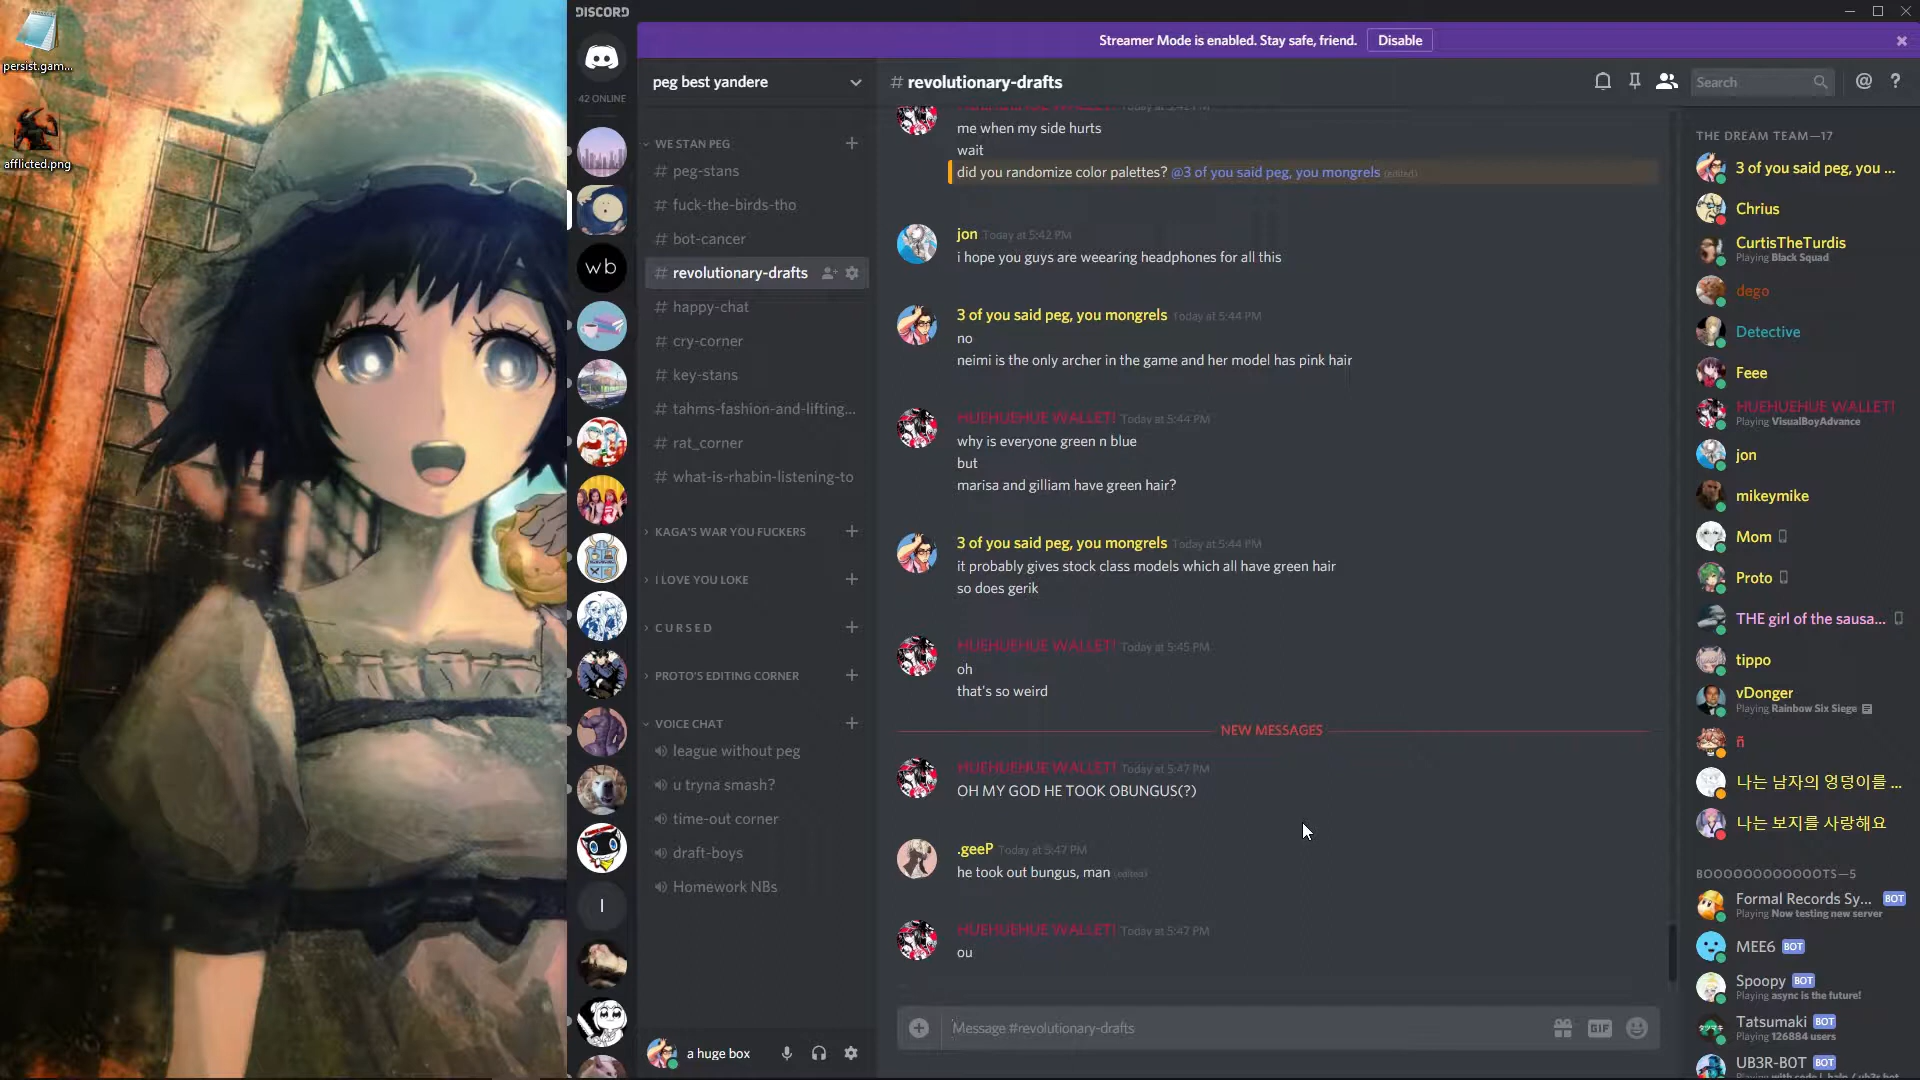 persist.gam...
afflicted.png
DISCORD
42 ONLINE
wb
I
Streamer Mode is enabled. Stay safe, friend. Disable
peg best yandere
WE STAN PEG
# peg-stans
# fuck-the-birds-tho
# bot-cancer
# revolutionary-drafts
# happy-chat
# cry-corner
# key-stans
# tahms-fashion-and-lifting...
# rat_corner
# what-is-rhabin-listening-to
KAGA'S WAR YOU FUCKERS
I LOVE YOU LOKE
C U R S E D
PROTO'S EDITING CORNER
VOICE CHAT
league without peg
u tryna smash?
time-out corner
draft-boys
Homework NBs
a huge box
# revolutionary-drafts
Search
me when my side hurts
wait
did you randomize color palettes? @3 of you said peg, you mongrels (edited)
jon Today at 5:42 PM
i hope you guys are weearing headphones for all this
3 of you said peg, you mongrels Today at 5:44 PM
no
neimi is the only archer in the game and her model has pink hair
HUEHUEHUE WALLET! Today at 5:44 PM
why is everyone green n blue
but
marisa and gilliam have green hair?
3 of you said peg, you mongrels Today at 5:44 PM
it probably gives stock class models which all have green hair
so does gerik
HUEHUEHUE WALLET! Today at 5:45 PM
oh
that's so weird
NEW MESSAGES
HUEHUEHUE WALLET! Today at 5:47 PM
OH MY GOD HE TOOK OBUNGUS(?)
.geeP Today at 5:47 PM
he took out bungus, man (edited)
HUEHUEHUE WALLET! Today at 5:47 PM
ou
Message #revolutionary-drafts
GIF
THE DREAM TEAM—17
3 of you said peg, you ...
Chrius
CurtisTheTurdis
Playing Black Squad
dego
Detective
Feee
HUEHUEHUE WALLET!
Playing VisualBoyAdvance
jon
mikeymike
Mom
Proto
THE girl of the sausa...
tippo
vDonger
Playing Rainbow Six Siege
ñ
나는 남자의 엉덩이를 ...
나는 보지를 사랑해요
BOOOOOOOOOOOOTS—5
Formal Records Sy... BOT
Playing Now testing new server
MEE6 BOT
Spoopy BOT
Playing async is the future!
Tatsumaki BOT
Playing 126884 users
UB3R-B0T BOT